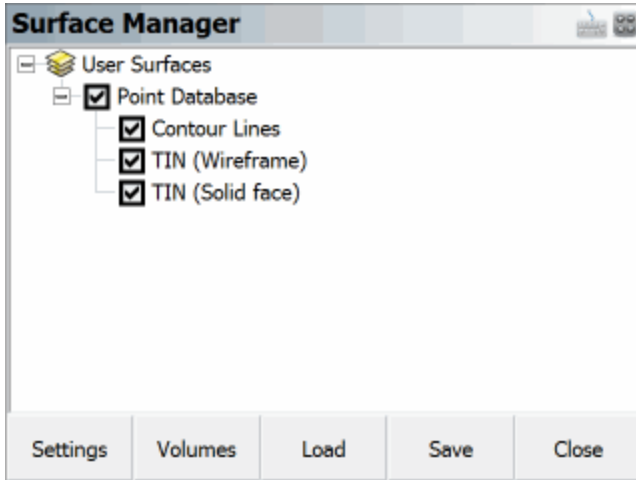 Surface Manager
User Surfaces
Point Database
Contour Lines
TIN (Wireframe)
TIN (Solid face)
Settings Volumes Load Save Close